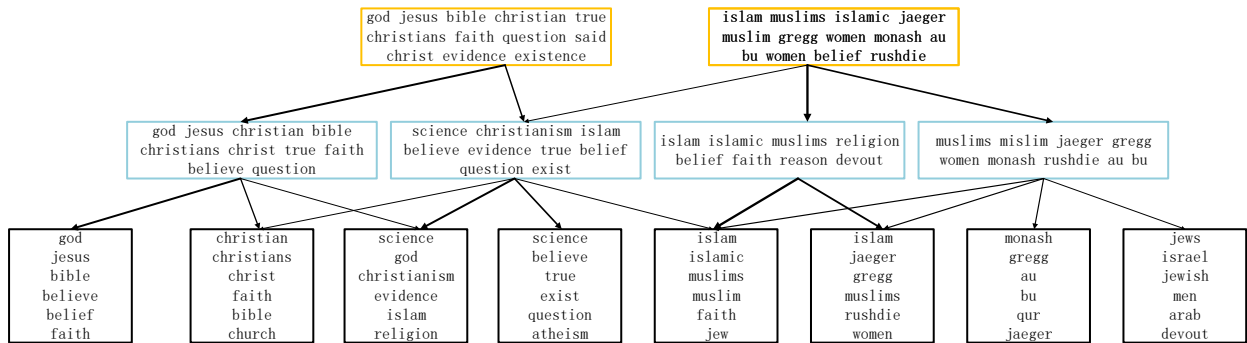 god jesus bible christian true
christians faith question said
christ evidence existence
islam muslims islamic jaeger
muslim gregg women monash au
bu women belief rushdie
god jesus christian bible
christians christ true faith
believe question
science christianism islam
believe evidence true belief
question exist
islam islamic muslims religion
belief faith reason devout
muslims mislim jaeger gregg
women monash rushdie au bu
god
jesus
bible
believe
belief
faith
christian
christians
christ
faith
bible
church
science
god
christianism
evidence
islam
religion
science
believe
true
exist
question
atheism
islam
islamic
muslims
muslim
faith
jew
islam
jaeger
gregg
muslims
rushdie
women
monash
gregg
au
bu
qur
jaeger
jews
israel
jewish
men
arab
devout